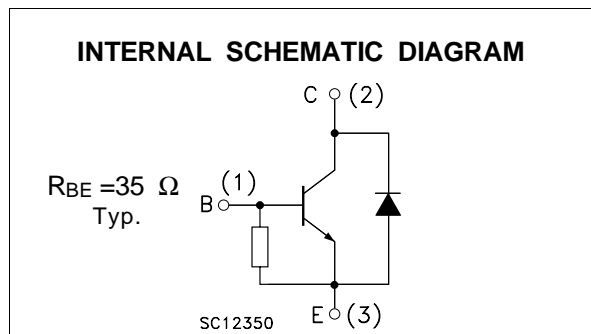 INTERNAL SCHEMATIC DIAGRAM
C (2)
RBE =35 Ω
Typ.
B (1)
E (3)
SC12350